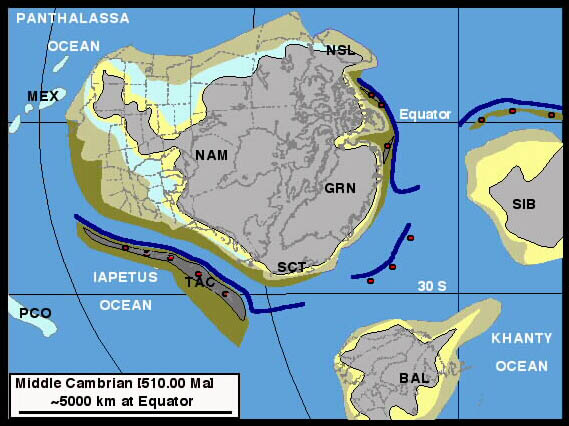 PANTHALASSA
OCEAN
NSL
MEX
Equator
NAM
GRN
SIB
SCT
IAPETUS
OCEAN
TAC
30 S
PCO
KHANTY
OCEAN
BAL
Middle Cambrian [510.00 Ma]
~5000 km at Equator